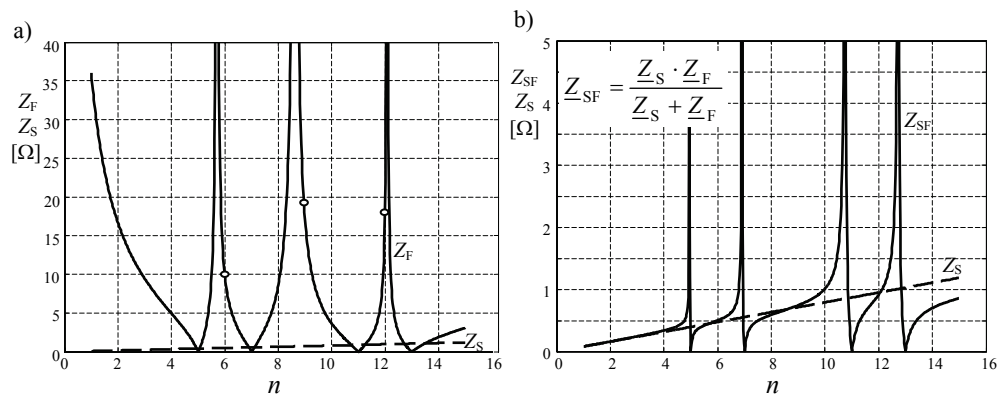 a)
40
35
Z_F 30
Z_S
[Ω] 25
20
15
10
5
0
0 2 4 6 8 10 12 14 16
n
Z_F
Z_S
b)
5
Z_SF
Z_S 4
[Ω]
3
2
1
0
0 2 4 6 8 10 12 14 16
n
Z_SF = Z_S · Z_F / Z_S + Z_F
Z_SF
Z_S